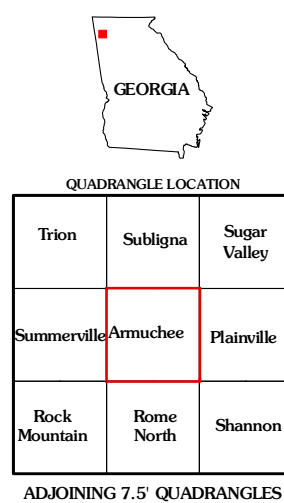 GEORGIA
QUADRANGLE LOCATION
Trion
Subligna
Sugar
Valley
Summerville
Armuchee
Plainville
Rock
Mountain
Rome
North
Shannon
ADJOINING 7.5' QUADRANGLES